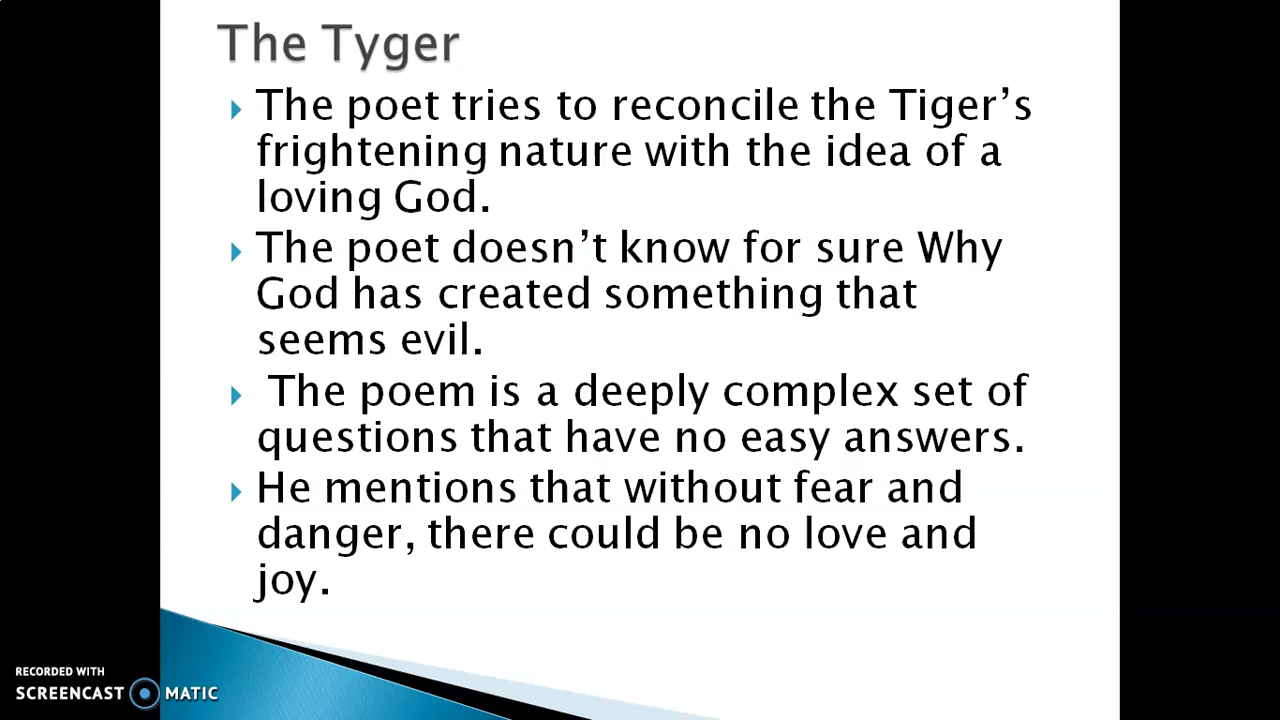 The Tyger
The poet tries to reconcile the Tiger’s
frightening nature with the idea of a
loving God.
The poet doesn’t know for sure Why
God has created something that
seems evil.
The poem is a deeply complex set of
questions that have no easy answers.
He mentions that without fear and
danger, there could be no love and
joy.
RECORDED WITH
SCREENCAST MATIC